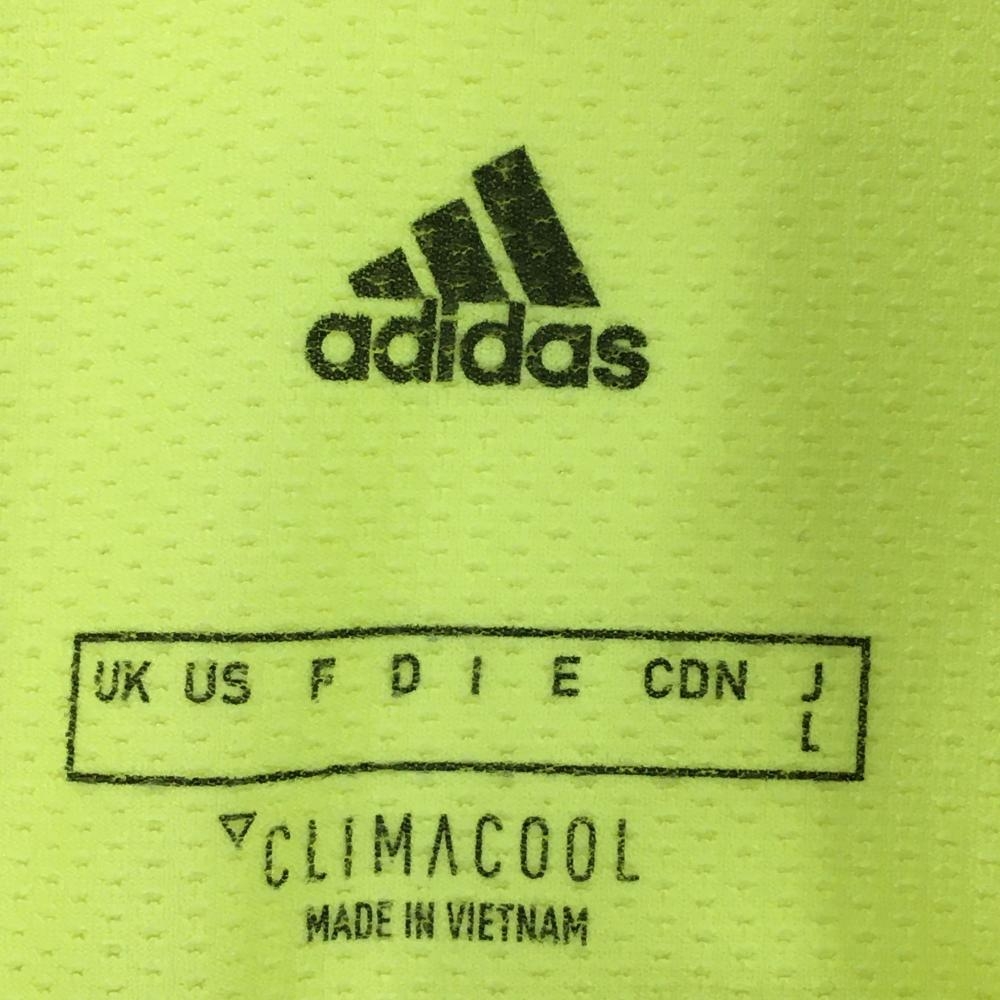 adidas
UK US F D I E CDN J
L
CLIMACOOL
MADE IN VIETNAM